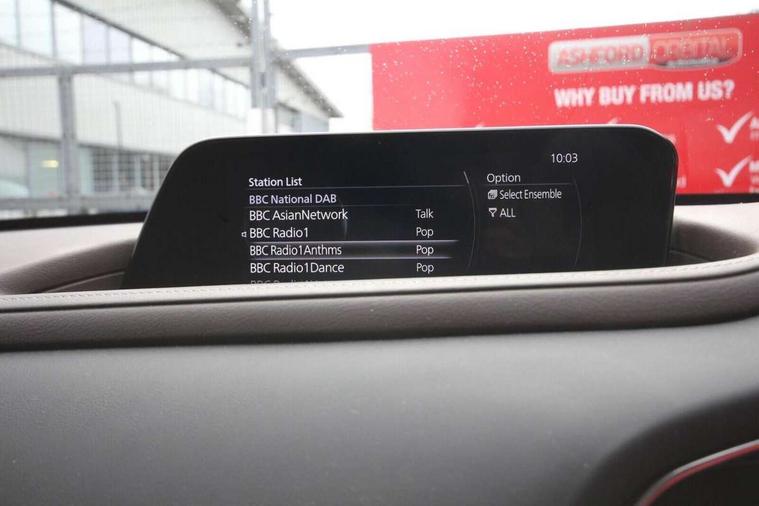 ASHFORD ORBITAL
WHY BUY FROM US?
10:03
Station List
BBC National DAB
BBC AsianNetwork Talk
BBC Radio1 Pop
BBC Radio1Anthms Pop
BBC Radio1Dance Pop
Option
Select Ensemble
ALL